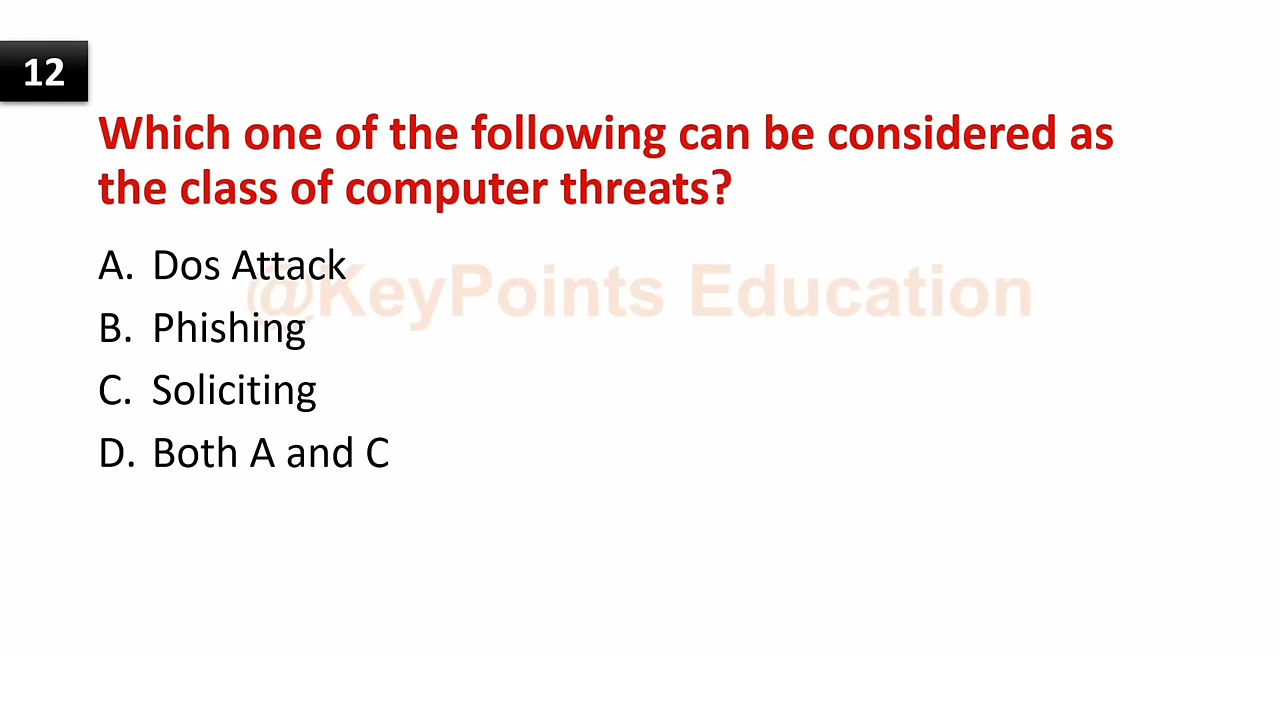 12
Which one of the following can be considered as
the class of computer threats?
A. Dos Attack
@KeyPoints Education
B. Phishing
C. Soliciting
D. Both A and C